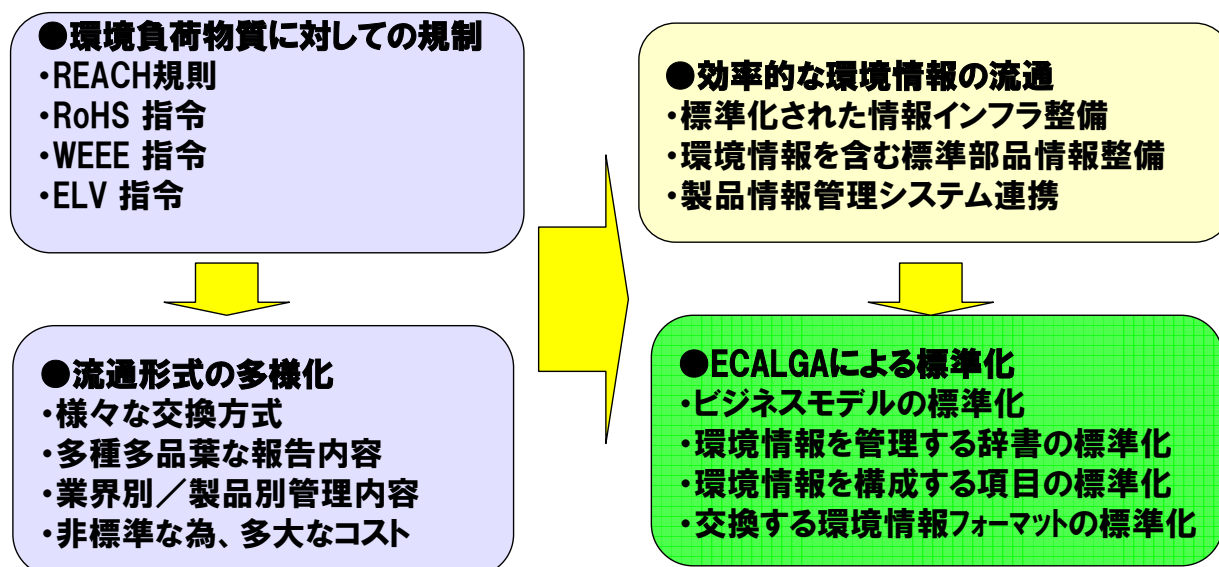 ●環境負荷物質に対しての規制
・REACH規則
・RoHS 指令
・WEEE 指令
・ELV 指令
●流通形式の多様化
・様々な交換方式
・多種多品葉な報告内容
・業界別／製品別管理内容
・非標準な為、多大なコスト
●効率的な環境情報の流通
・標準化された情報インフラ整備
・環境情報を含む標準部品情報整備
・製品情報管理システム連携
●ECALGAによる標準化
・ビジネスモデルの標準化
・環境情報を管理する辞書の標準化
・環境情報を構成する項目の標準化
・交換する環境情報フォーマットの標準化